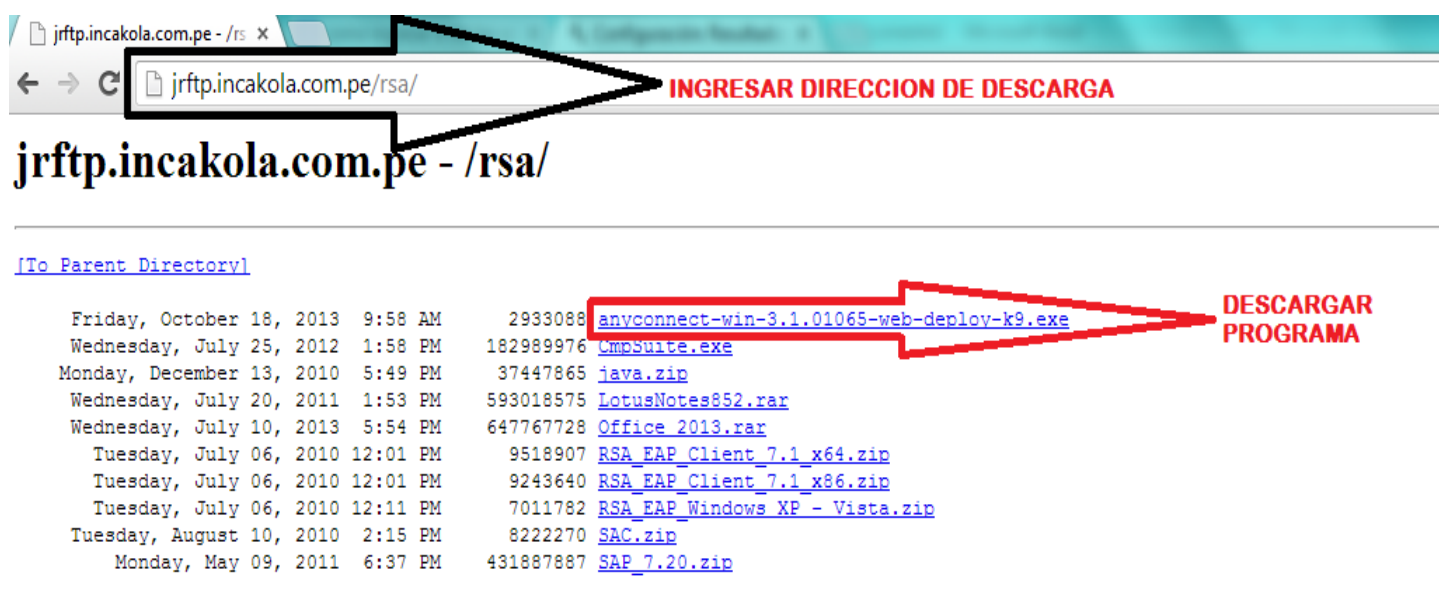 jrftp.incakola.com.pe - /rs
jrftp.incakola.com.pe/rsa/
INGRESAR DIRECCION DE DESCARGA
jrftp.incakola.com.pe - /rsa/
[To Parent Directory]
Friday, October 18, 2013 9:58 AM 2933088 anyconnect-win-3.1.01065-web-deploy-k9.exe
DESCARGAR PROGRAMA
Wednesday, July 25, 2012 1:58 PM 182989976 CmpSuite.exe
Monday, December 13, 2010 5:49 PM 37447865 java.zip
Wednesday, July 20, 2011 1:53 PM 593018575 LotusNotes852.rar
Wednesday, July 10, 2013 5:54 PM 647767728 Office 2013.rar
Tuesday, July 06, 2010 12:01 PM 9518907 RSA_EAP_Client_7.1_x64.zip
Tuesday, July 06, 2010 12:01 PM 9243640 RSA_EAP_Client_7.1_x86.zip
Tuesday, July 06, 2010 12:11 PM 7011782 RSA_EAP_Windows XP - Vista.zip
Tuesday, August 10, 2010 2:15 PM 8222270 SAC.zip
Monday, May 09, 2011 6:37 PM 431887887 SAP_7.20.zip